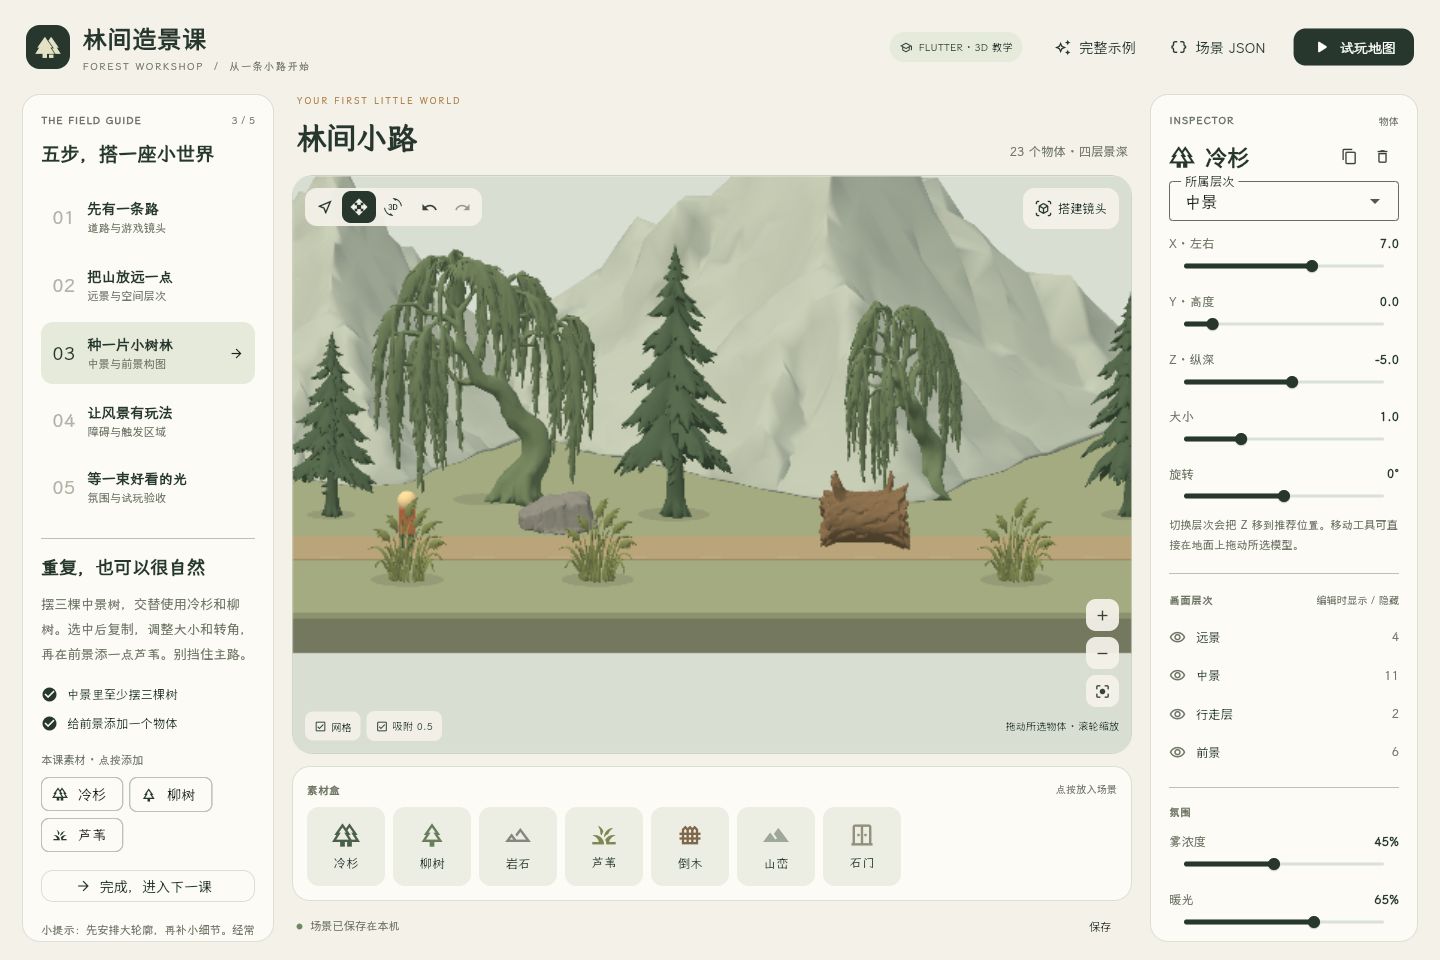 林间造景课
FOREST WORKSHOP / 从一条小路开始
FLUTTER · 3D 教学
完整示例
场景 JSON
试玩地图
THE FIELD GUIDE
3 / 5
五步，搭一座小世界
01
先有一条路
道路与游戏镜头
02
把山放远一点
远景与空间层次
03
种一片小树林
中景与前景构图
04
让风景有玩法
障碍与触发区域
05
等一束好看的光
氛围与试玩验收
重复，也可以很自然
摆三棵中景树，交替使用冷杉和柳
树。选中后复制，调整大小和转角，
再在前景添一点芦苇。别挡住主路。
中景里至少摆三棵树
给前景添加一个物体
本课素材 · 点按添加
冷杉
柳树
芦苇
完成，进入下一课
小提示：先安排大轮廓，再补小细节。经常
YOUR FIRST LITTLE WORLD
林间小路
23 个物体 · 四层景深
3D
搭建镜头
网格
吸附 0.5
拖动所选物体 · 滚轮缩放
素材盒
点按放入场景
冷杉
柳树
岩石
芦苇
倒木
山峦
石门
场景已保存在本机
保存
INSPECTOR
物体
冷杉
所属层次
中景
X · 左右
7.0
Y · 高度
0.0
Z · 纵深
-5.0
大小
1.0
旋转
0°
切换层次会把 Z 移到推荐位置。移动工具可直
接在地面上拖动所选模型。
画面层次
编辑时显示 / 隐藏
远景
4
中景
11
行走层
2
前景
6
氛围
雾浓度
45%
暖光
65%